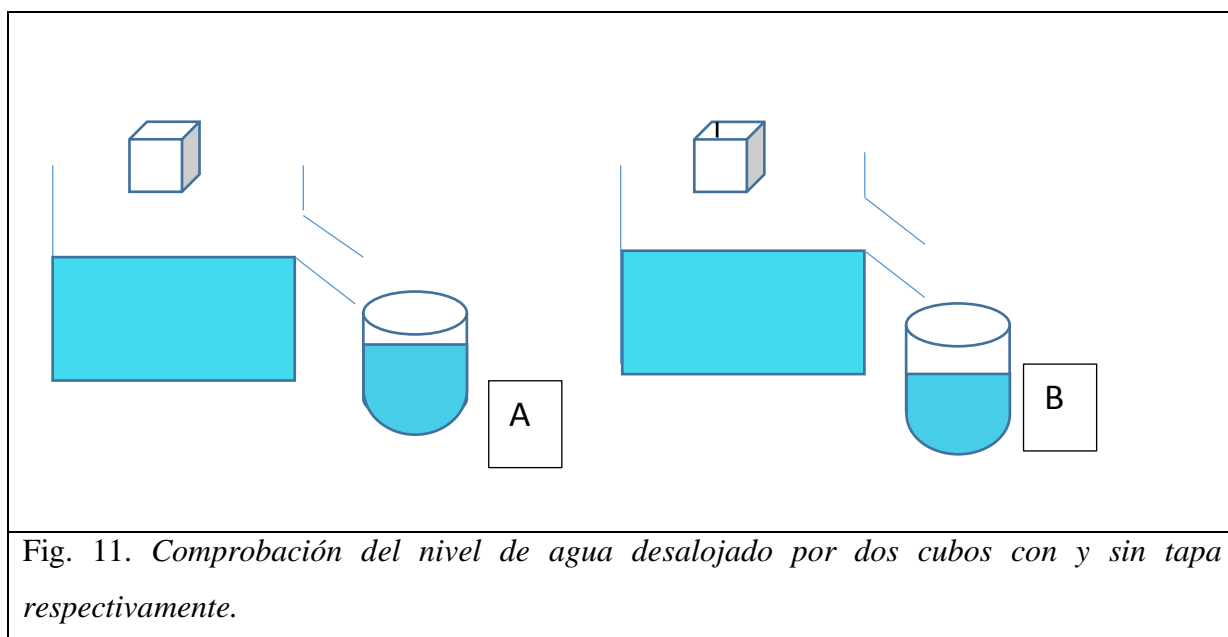 A
B
Fig. 11. Comprobación del nivel de agua desalojado por dos cubos con y sin tapa
respectivamente.